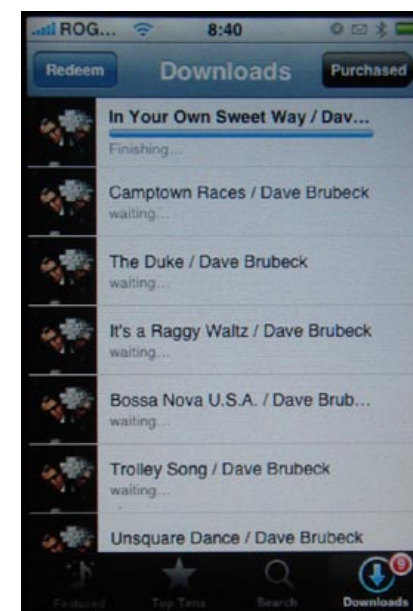 ROG... 8:40
Redeem Downloads Purchased
In Your Own Sweet Way / Dav...
Finishing...
Camptown Races / Dave Brubeck
waiting...
The Duke / Dave Brubeck
waiting...
It's a Raggy Waltz / Dave Brubeck
waiting...
Bossa Nova U.S.A. / Dave Brub...
waiting...
Trolley Song / Dave Brubeck
waiting...
Unsquare Dance / Dave Brubeck
9
Featured Top Tens Search Downloads